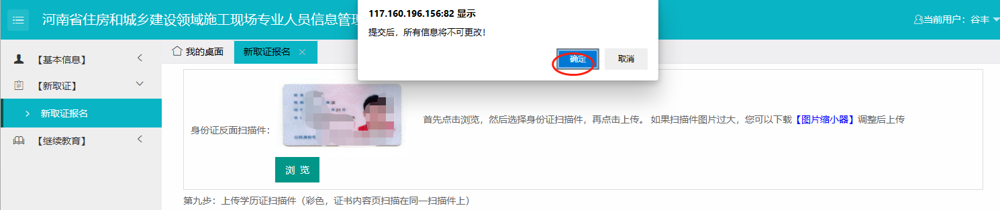 117.160.196.156:82 显示
提交后，所有信息将不可更改！
确定
取消
河南省住房和城乡建设领域施工现场专业人员信息管理
当前用户：谷丰
我的桌面
新取证报名
【基本信息】
【新取证】
新取证报名
【继续教育】
身份证反面扫描件：
首先点击浏览，然后选择身份证扫描件，再点击上传。 如果扫描件图片过大，您可以下载【图片缩小器】调整后上传
浏 览
第九步：上传学历证扫描件（彩色，证书内容页扫描在同一扫描件上）